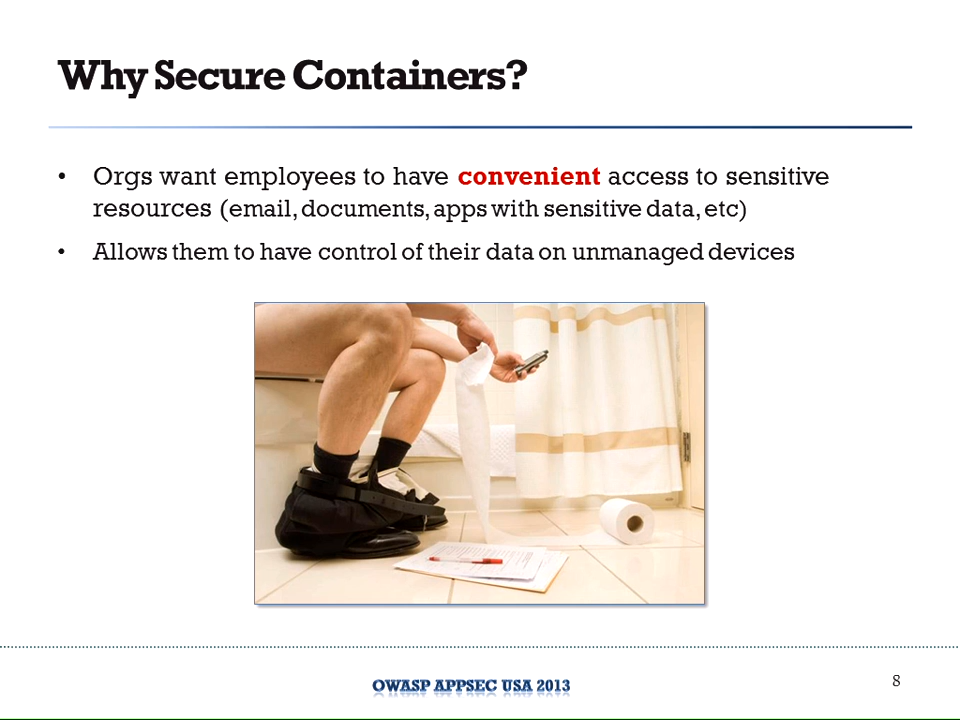 Why Secure Containers?
• Orgs want employees to have convenient access to sensitive
resources (email, documents, apps with sensitive data, etc)
• Allows them to have control of their data on unmanaged devices
OWASP APPSEC USA 2013
8